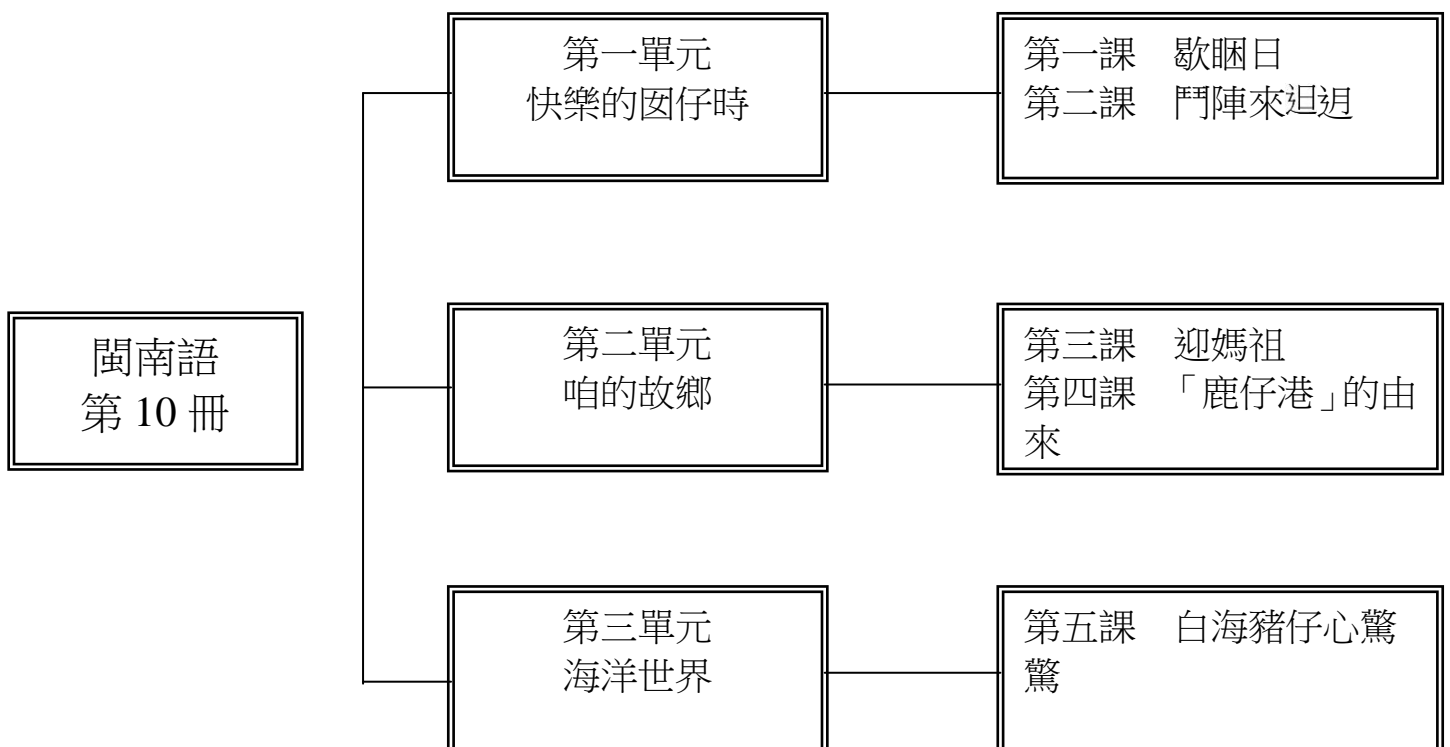 第一單元
快樂的囡仔時
第一課　歇睏日
第二課　鬥陣來𨑨迌
閩南語
第 10 冊
第二單元
咱的故鄉
第三課　迎媽祖
第四課　「鹿仔港」的由
來
第三單元
海洋世界
第五課　白海豬仔心驚
驚